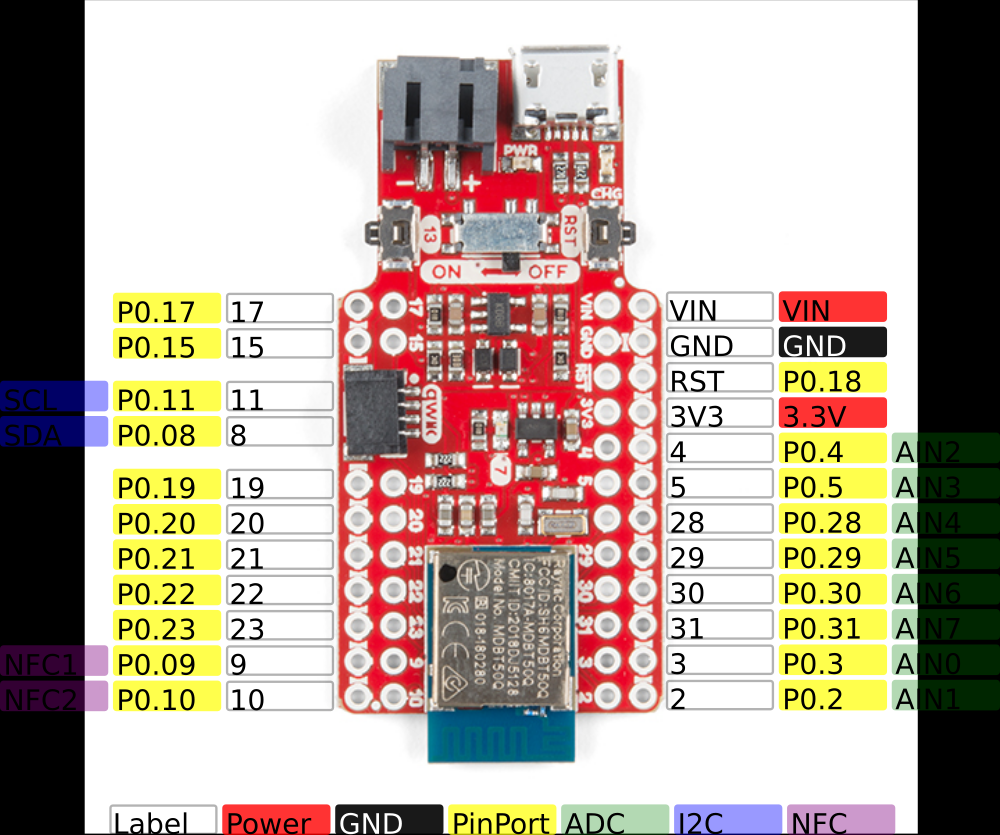 PWR
− +
CHG
13
RST
ON OFF
P0.17 17 17 VIN VIN VIN
P0.15 15 15 GND GND GND
RST RST P0.18
SCL P0.11 11 qwiic 3V3 3V3 3.3V
SDA P0.08 8 4 4 P0.4 AIN2
P0.19 19 19 5 5 P0.5 AIN3
P0.20 20 20 28 P0.28 AIN4
P0.21 21 21 29 29 P0.29 AIN5
P0.22 22 22 30 30 P0.30 AIN6
P0.23 23 23 31 31 P0.31 AIN7
NFC1 P0.09 9 9 3 3 P0.3 AIN0
NFC2 P0.10 10 10 2 2 P0.2 AIN1
Raytac Corporation
FCC ID:SH6MDBT50Q
IC:8017A-MDBT50Q
CMIIT ID:2018DJ5128
Model No. MDBT50Q
018-180280
Label Power GND PinPort ADC I2C NFC